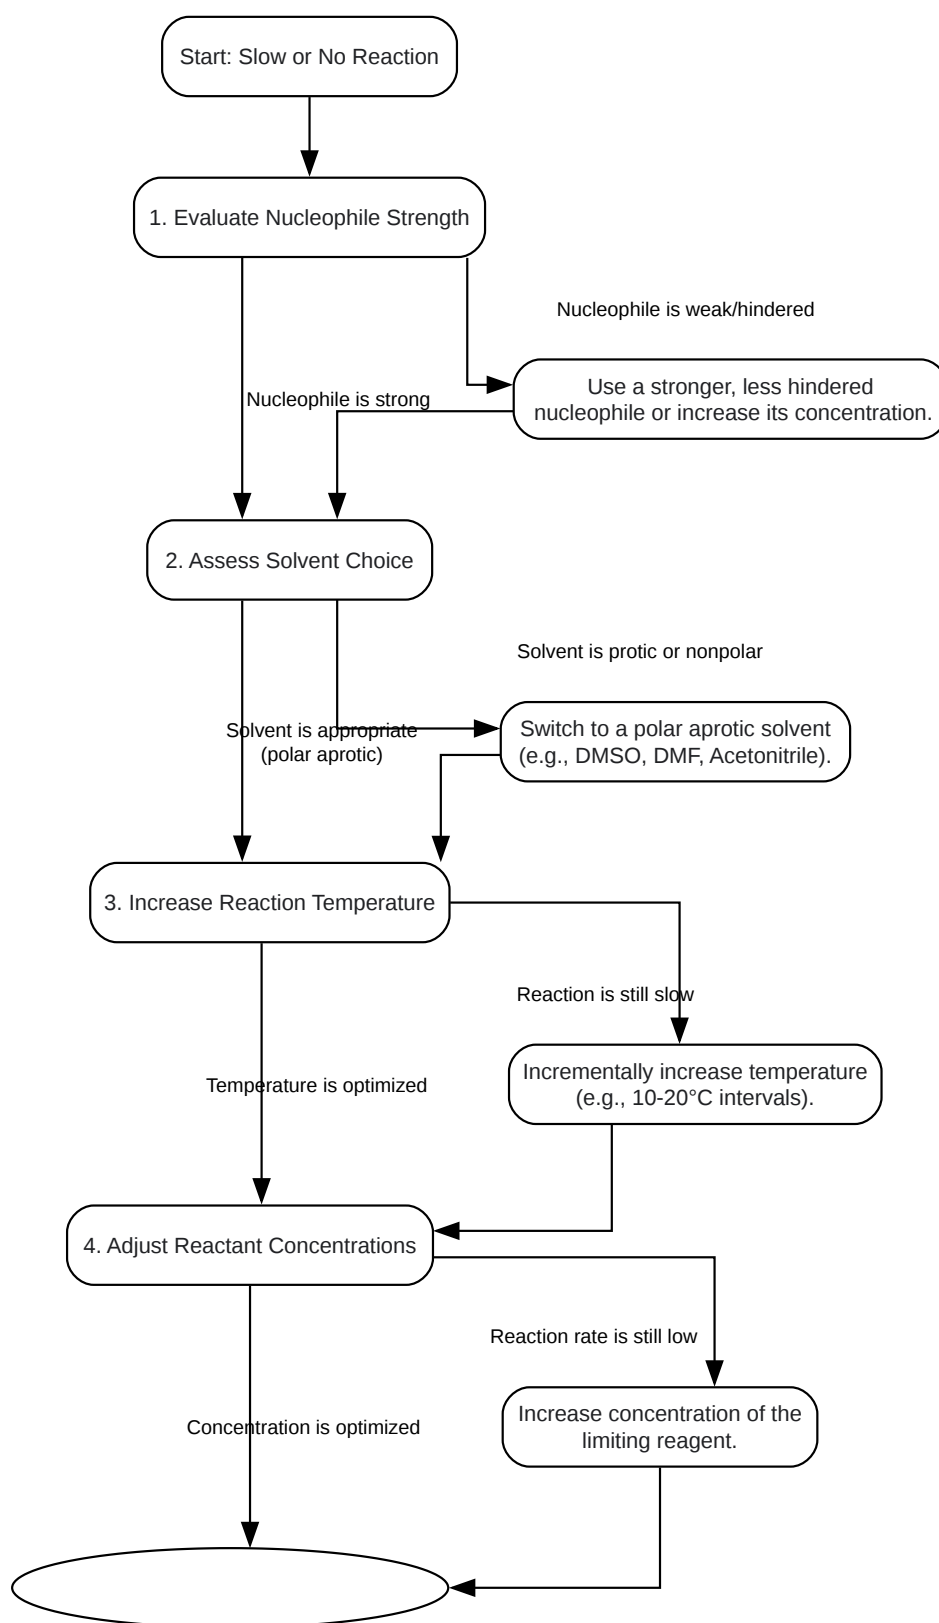 Start: Slow or No Reaction
1. Evaluate Nucleophile Strength
Nucleophile is weak/hindered
Use a stronger, less hindered
nucleophile or increase its concentration.
Nucleophile is strong
2. Assess Solvent Choice
Solvent is protic or nonpolar
Solvent is appropriate
(polar aprotic)
Switch to a polar aprotic solvent
(e.g., DMSO, DMF, Acetonitrile).
3. Increase Reaction Temperature
Reaction is still slow
Incrementally increase temperature
(e.g., 10-20°C intervals).
Temperature is optimized
4. Adjust Reactant Concentrations
Reaction rate is still low
Increase concentration of the
limiting reagent.
Concentration is optimized